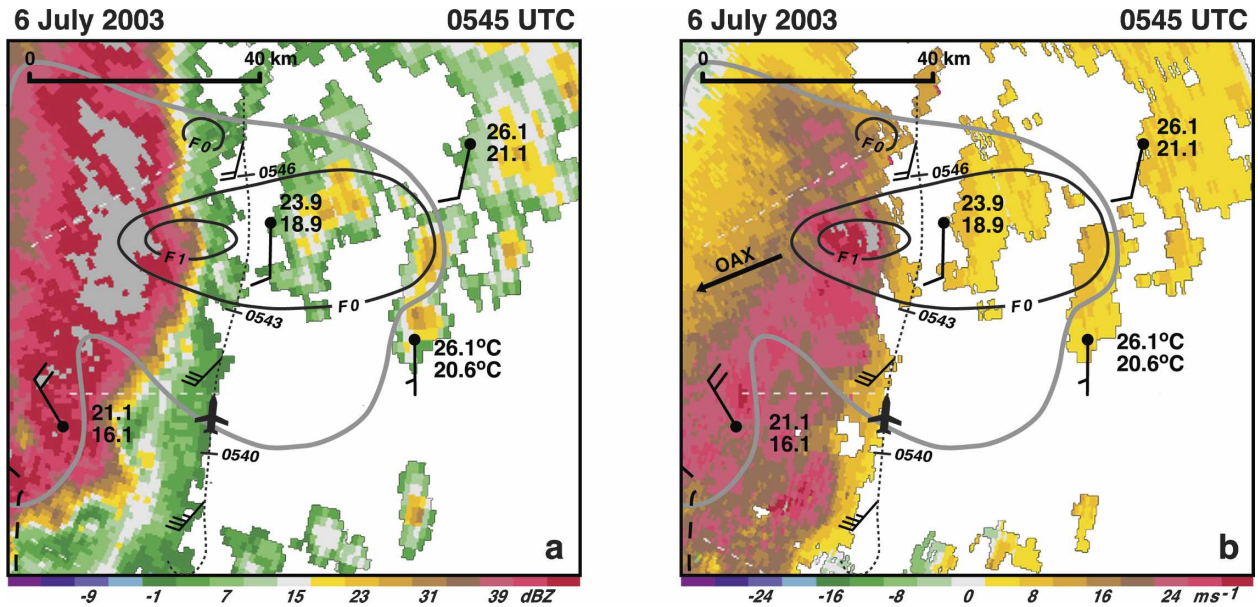 6 July 2003 0545 UTC
0 40 km
F0
26.1
21.1
0546
23.9
18.9
F1
0543
F0
26.1°C
20.6°C
21.1
16.1
0540
a
-9 -1 7 15 23 31 39 dBZ
6 July 2003 0545 UTC
0 40 km
F0
26.1
21.1
0546
23.9
18.9
F1
OAX
0543
F0
26.1°C
20.6°C
21.1
16.1
0540
b
-24 -16 -8 0 8 16 24 ms-1